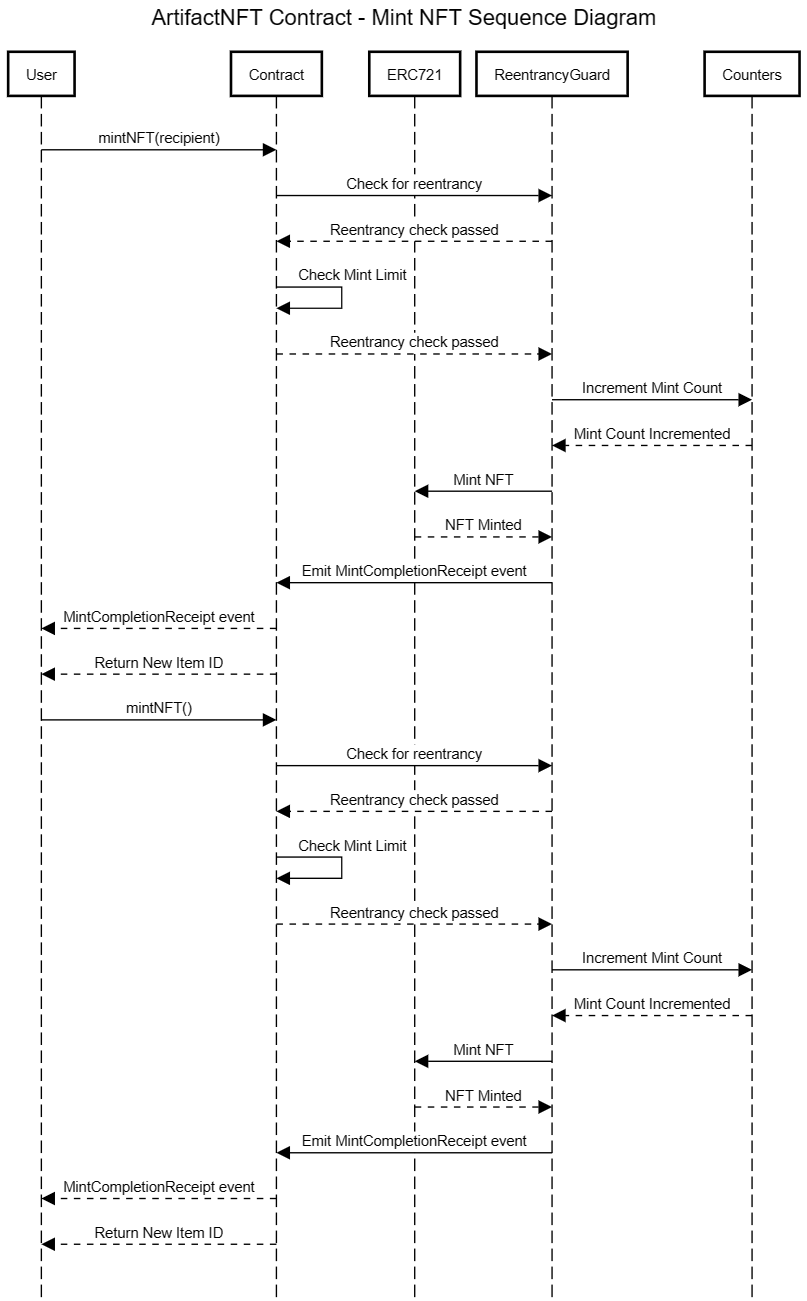 ArtifactNFT Contract - Mint NFT Sequence Diagram
User
Contract
ERC721
ReentrancyGuard
Counters
mintNFT(recipient)
Check for reentrancy
Reentrancy check passed
Check Mint Limit
Reentrancy check passed
Increment Mint Count
Mint Count Incremented
Mint NFT
NFT Minted
Emit MintCompletionReceipt event
MintCompletionReceipt event
Return New Item ID
mintNFT()
Check for reentrancy
Reentrancy check passed
Check Mint Limit
Reentrancy check passed
Increment Mint Count
Mint Count Incremented
Mint NFT
NFT Minted
Emit MintCompletionReceipt event
MintCompletionReceipt event
Return New Item ID